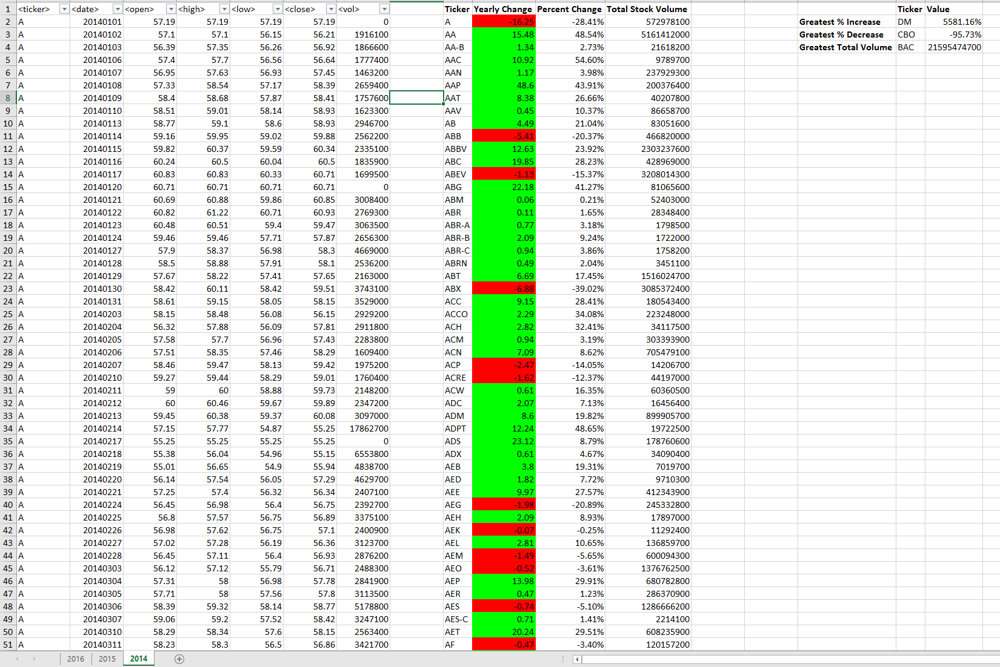 1 <ticker> <date> <open> <high> <low> <close> <vol> Ticker Yearly Change Percent Change Total Stock Volume Ticker Value
2 A 20140101 57.19 57.19 57.19 57.19 0 A -16.25 -28.41% 572978100 Greatest % Increase DM 5581.16%
3 A 20140102 57.1 57.1 56.15 56.21 1916100 AA 15.48 48.54% 5161412000 Greatest % Decrease CBO -95.73%
4 A 20140103 56.39 57.35 56.26 56.92 1866600 AA-B 1.34 2.73% 21618200 Greatest Total Volume BAC 21595474700
5 A 20140106 57.4 57.7 56.56 56.64 1777400 AAC 10.92 54.60% 9789700
6 A 20140107 56.95 57.63 56.93 57.45 1463200 AAN 1.17 3.98% 237929300
7 A 20140108 57.33 58.54 57.17 58.39 2659400 AAP 48.6 43.91% 200376400
8 A 20140109 58.4 58.68 57.87 58.41 1757600 AAT 8.38 26.66% 40207800
9 A 20140110 58.51 59.01 58.14 58.93 1623300 AAV 0.45 10.37% 86658700
10 A 20140113 58.77 59.1 58.6 58.93 2946700 AB 4.49 21.04% 83051600
11 A 20140114 59.16 59.95 59.02 59.88 2562200 ABB -5.41 -20.37% 466820000
12 A 20140115 59.82 60.37 59.59 60.34 2335100 ABBV 12.63 23.92% 2303237600
13 A 20140116 60.24 60.5 60.04 60.5 1835900 ABC 19.85 28.23% 428969000
14 A 20140117 60.83 60.83 60.33 60.71 1699500 ABEV -1.13 -15.37% 3208014300
15 A 20140120 60.71 60.71 60.71 60.71 0 ABG 22.18 41.27% 81065600
16 A 20140121 60.69 60.88 59.86 60.85 3008400 ABM 0.06 0.21% 52403000
17 A 20140122 60.82 61.22 60.71 60.93 2769300 ABR 0.11 1.65% 28348400
18 A 20140123 60.48 60.51 59.4 59.47 3063500 ABR-A 0.77 3.18% 1798500
19 A 20140124 59.46 59.46 57.71 57.87 2656300 ABR-B 2.09 9.24% 1722000
20 A 20140127 57.9 58.37 56.98 58.3 4669000 ABR-C 0.94 3.86% 1758200
21 A 20140128 58.5 58.88 57.91 58.1 2536200 ABRN 0.49 2.04% 3451100
22 A 20140129 57.67 58.22 57.41 57.65 2163000 ABT 6.69 17.45% 1516024700
23 A 20140130 58.42 60.11 58.42 59.51 3743100 ABX -6.88 -39.02% 3085372400
24 A 20140131 58.61 59.15 58.05 58.15 3529000 ACC 9.15 28.41% 180543400
25 A 20140203 58.15 58.48 56.08 56.15 2929200 ACCO 2.29 34.08% 223248000
26 A 20140204 56.32 57.88 56.09 57.81 2911800 ACH 2.82 32.41% 34117500
27 A 20140205 57.58 57.7 56.96 57.43 2283800 ACM 0.94 3.19% 303393900
28 A 20140206 57.51 58.35 57.46 58.29 1609400 ACN 7.09 8.62% 705479100
29 A 20140207 58.46 59.47 58.13 59.42 1975200 ACP -2.47 -14.05% 14206700
30 A 20140210 59.27 59.44 58.29 59.01 1760400 ACRE -1.62 -12.37% 44197000
31 A 20140211 59 60 58.88 59.73 2148200 ACW 0.61 16.35% 60360500
32 A 20140212 60 60.46 59.67 59.89 2347200 ADC 2.07 7.13% 16456400
33 A 20140213 59.45 60.38 59.37 60.08 3097000 ADM 8.6 19.82% 899905700
34 A 20140214 57.15 57.77 54.87 55.25 17862700 ADPT 12.24 48.65% 19722500
35 A 20140217 55.25 55.25 55.25 55.25 0 ADS 23.12 8.79% 178760600
36 A 20140218 55.38 56.04 54.96 55.15 6553800 ADX 0.61 4.67% 34090400
37 A 20140219 55.01 56.65 54.9 55.94 4838700 AEB 3.8 19.31% 7019700
38 A 20140220 56.14 57.54 56.05 57.29 4629700 AED 1.82 7.72% 9710300
39 A 20140221 57.25 57.4 56.32 56.34 2407100 AEE 9.97 27.57% 412343900
40 A 20140224 56.45 56.98 56.4 56.75 2392700 AEG -1.98 -20.89% 245332800
41 A 20140225 56.8 57.57 56.75 56.89 3375100 AEH 2.09 8.93% 17897000
42 A 20140226 56.98 57.62 56.75 57.1 2400900 AEK -0.07 -0.25% 11292400
43 A 20140227 57.02 57.28 56.19 56.36 3123700 AEL 2.81 10.65% 136859700
44 A 20140228 56.45 57.11 56.4 56.93 2876200 AEM -1.49 -5.65% 600094300
45 A 20140303 56.12 57.12 55.79 56.71 2488300 AEO -0.52 -3.61% 1376762500
46 A 20140304 57.31 58 56.98 57.78 2841900 AEP 13.98 29.91% 680782800
47 A 20140305 57.71 58 57.56 57.8 3113500 AER 0.47 1.23% 286370900
48 A 20140306 58.39 59.32 58.14 58.77 5178800 AES -0.74 -5.10% 1286666200
49 A 20140307 59.06 59.2 57.52 58.42 3247100 AES-C 0.71 1.41% 2214100
50 A 20140310 58.29 58.34 57.6 58.15 2563400 AET 20.24 29.51% 608235900
51 A 20140311 58.23 58.3 56.5 56.86 3421700 AF -0.47 -3.40% 120157200
2016 2015 2014